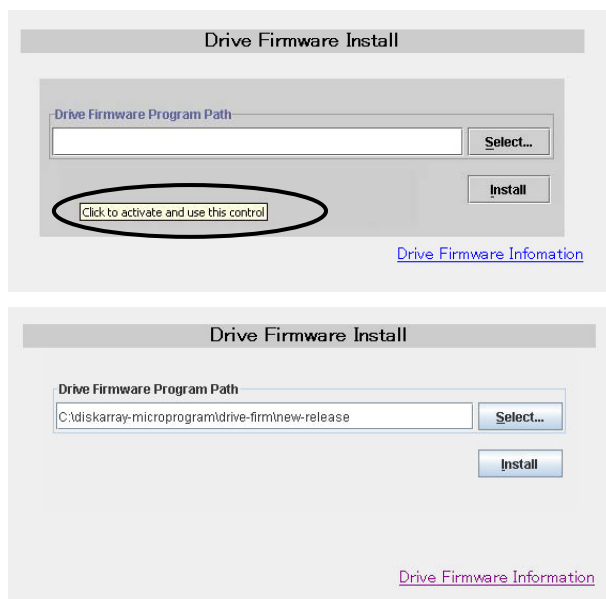 Drive Firmware Install
Drive Firmware Program Path
Select...
Install
Click to activate and use this control
Drive Firmware Infomation
Drive Firmware Install
Drive Firmware Program Path
C:\diskarray-microprogram\drive-firm\new-release
Select...
Install
Drive Firmware Information